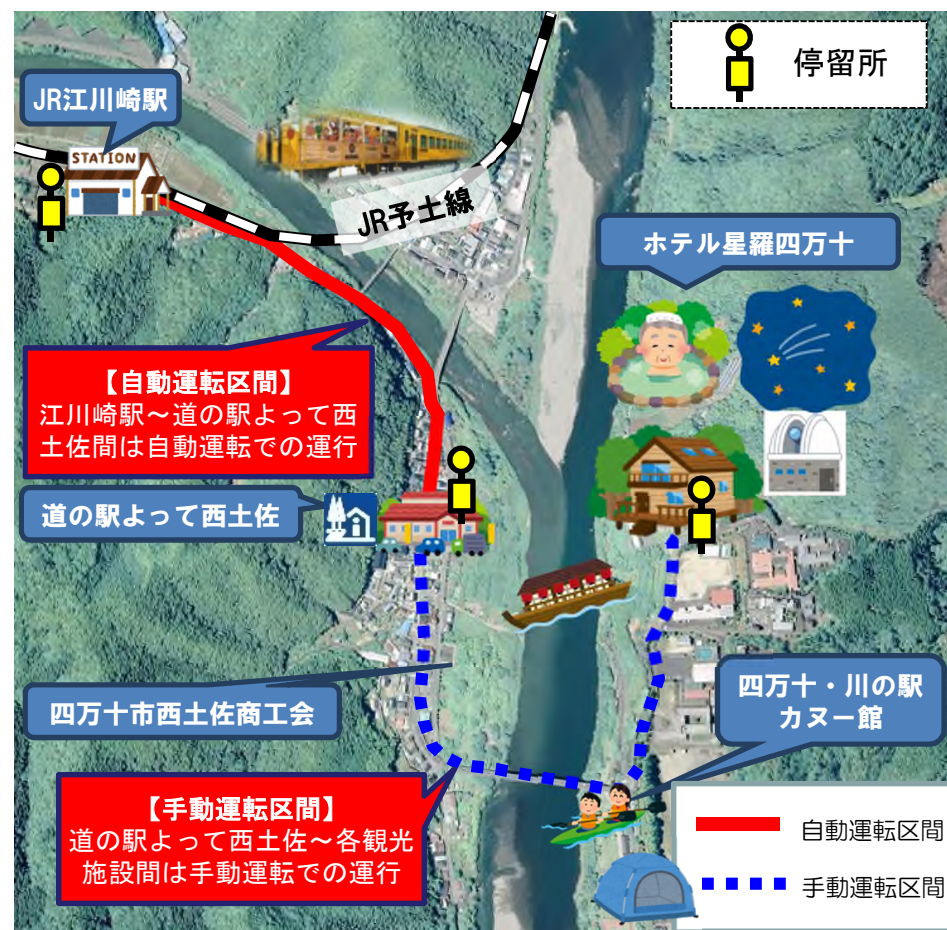 停留所
JR江川崎駅
STATION
JR予土線
ホテル星羅四万十
【自動運転区間】
江川崎駅～道の駅よって西
土佐間は自動運転での運行
道の駅よって西土佐
四万十市西土佐商工会
四万十・川の駅
カヌー館
【手動運転区間】
道の駅よって西土佐～各観光
施設間は手動運転での運行
自動運転区間
手動運転区間